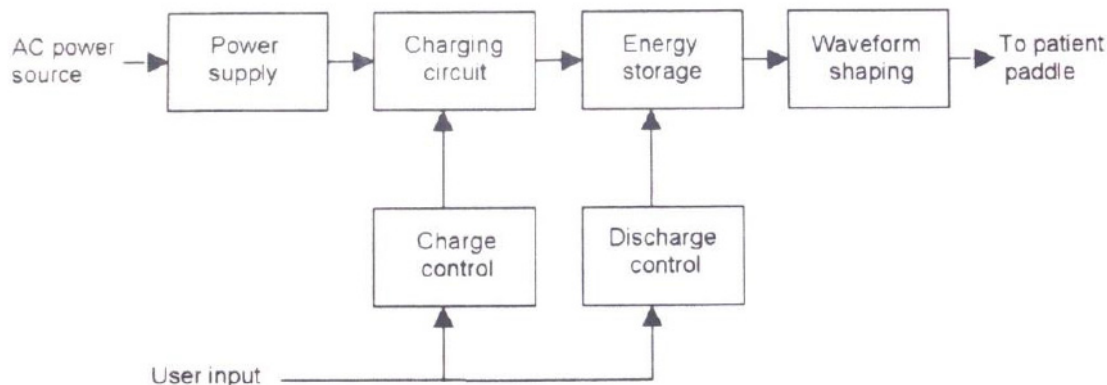 AC power
source
Power
supply
Charging
circuit
Energy
storage
Waveform
shaping
To patient
paddle
Charge
control
Discharge
control
User input